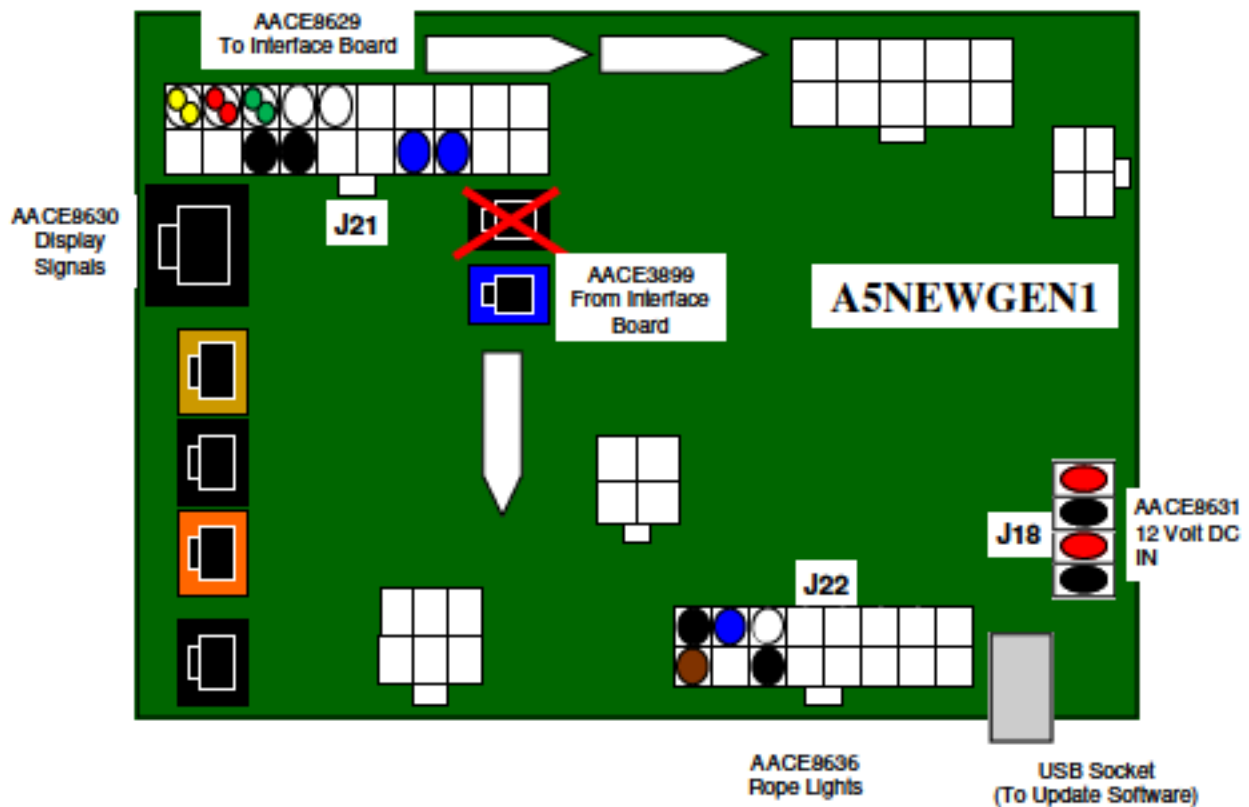 AACE8629
To Interface Board
J21
AACE8630
Display
Signals
AACE3899
From Interface
Board
A5NEWGEN1
J18
AACE8631
12 Volt DC
IN
J22
AACE8636
Rope Lights
USB Socket
(To Update Software)